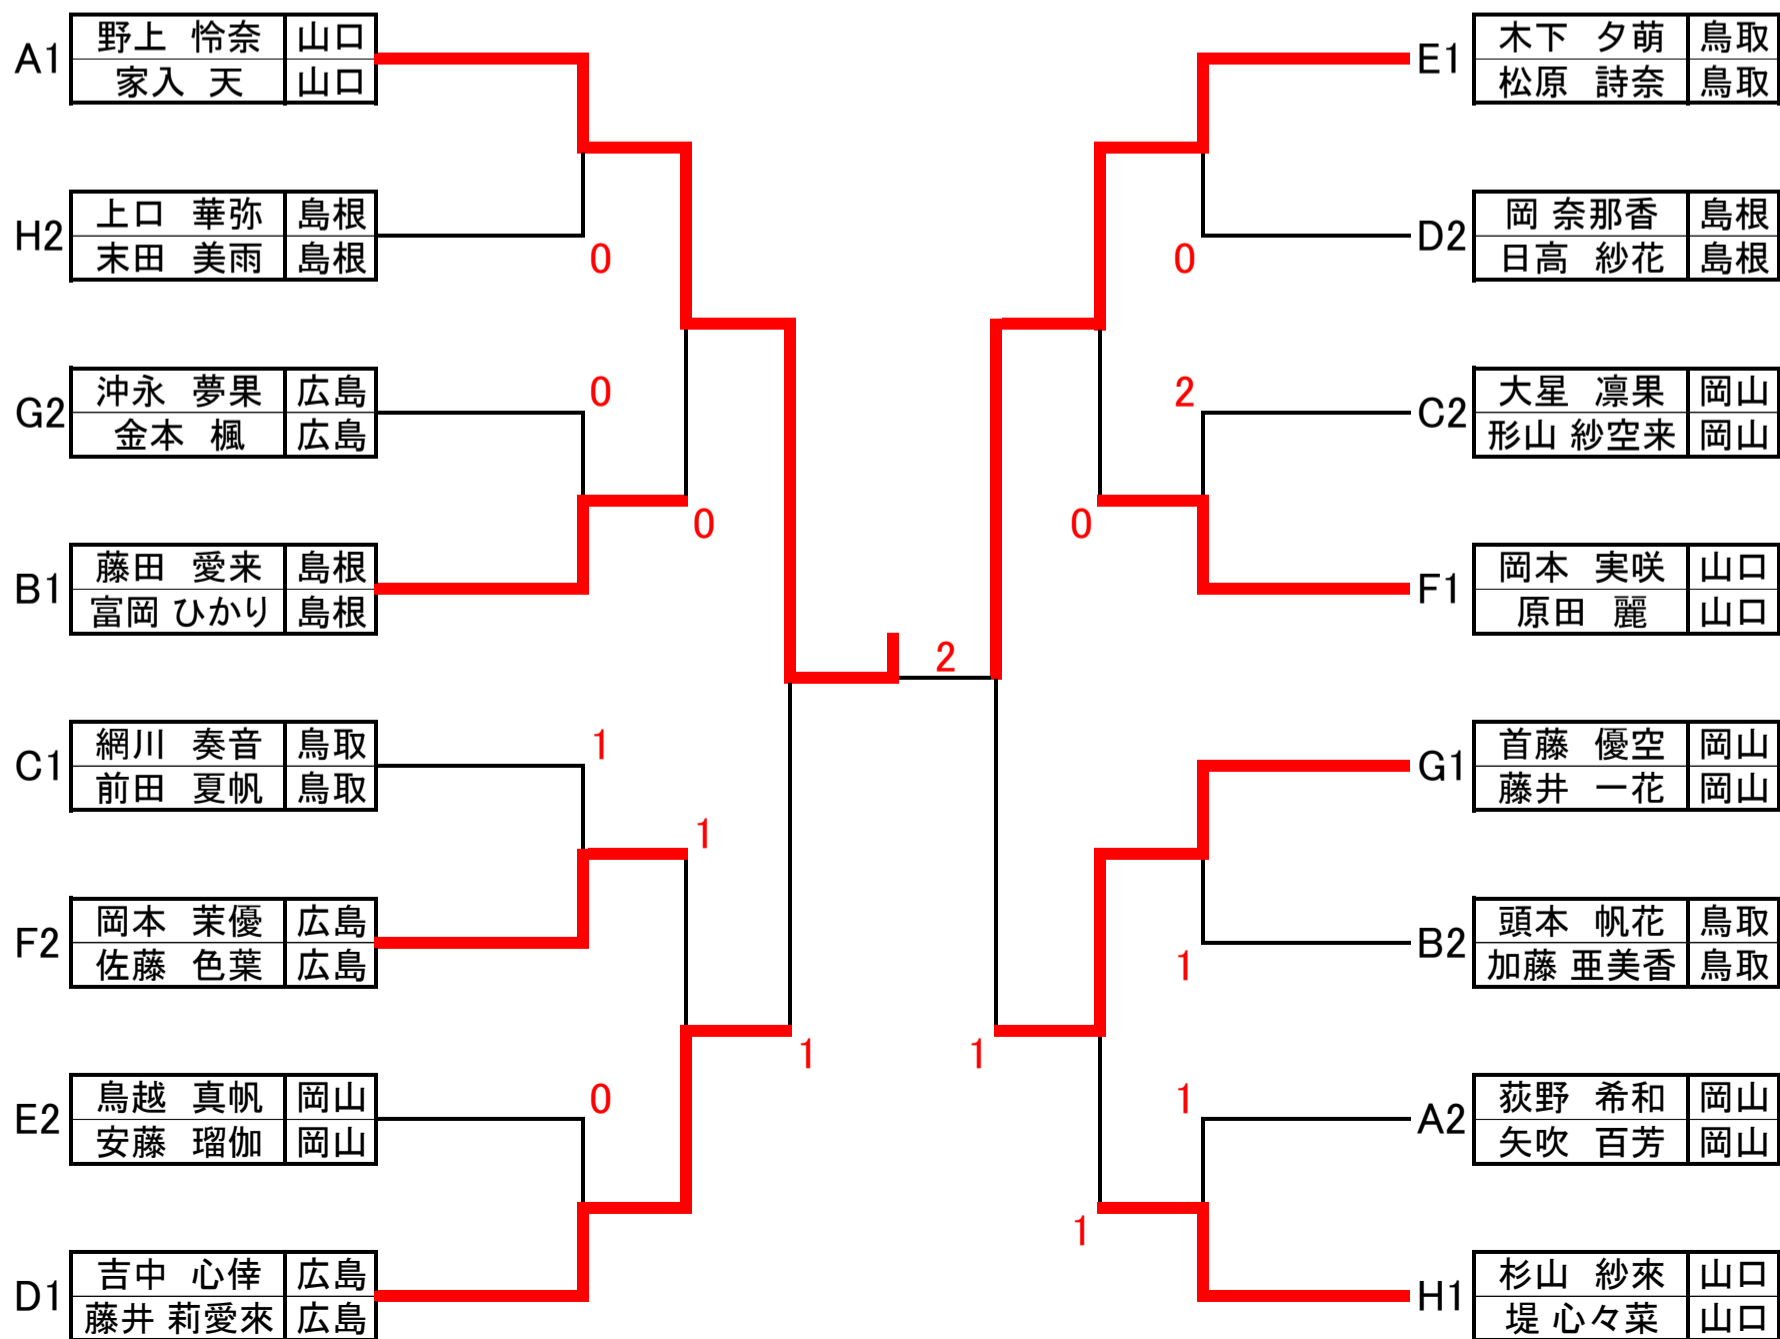 A1
野上 怜奈 山口
家入 天 山口
H2
上口 華弥 島根
末田 美雨 島根
0
G2
沖永 夢果 広島
金本 楓 広島
0
B1
藤田 愛来 島根
富岡 ひかり 島根
0
C1
網川 奏音 鳥取
前田 夏帆 鳥取
1
F2
岡本 茉優 広島
佐藤 色葉 広島
1
E2
鳥越 真帆 岡山
安藤 瑠伽 岡山
0
D1
吉中 心倖 広島
藤井 莉愛來 広島
1
2
E1
木下 夕萌 鳥取
松原 詩奈 鳥取
D2
岡 奈那香 島根
日高 紗花 島根
0
C2
大星 凛果 岡山
形山 紗空来 岡山
2
F1
岡本 実咲 山口
原田 麗 山口
0
G1
首藤 優空 岡山
藤井 一花 岡山
B2
頭本 帆花 鳥取
加藤 亜美香 鳥取
1
A2
荻野 希和 岡山
矢吹 百芳 岡山
1
H1
杉山 紗來 山口
堤 心々菜 山口
1
1